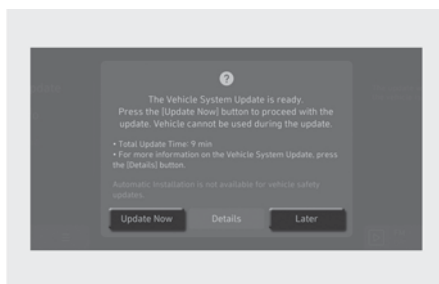 The Vehicle System Update is ready.
Press the [Update Now] button to proceed with the
update. Vehicle cannot be used during the update.
• Total Update Time: 9 min
• For more information on the Vehicle System Update, press
the [Details] button.
Automatic Installation is not available for vehicle safety
updates.
Update Now
Details
Later